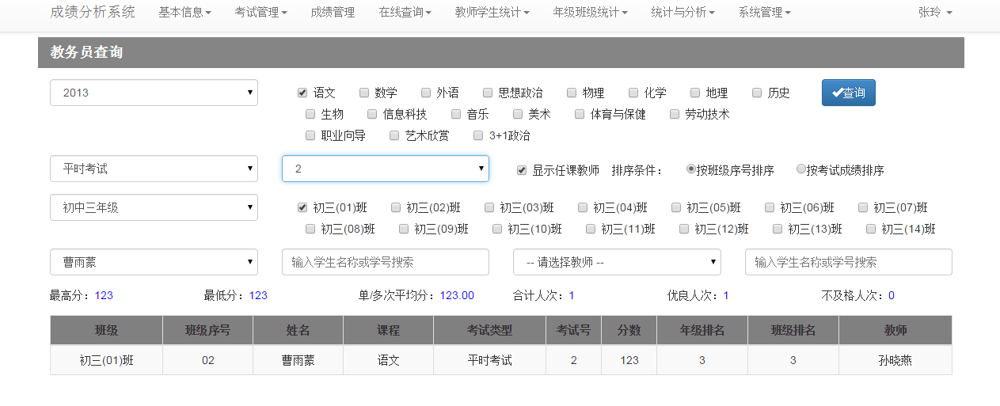 成绩分析系统 基本信息 考试管理 成绩管理 在线查询 教师学生统计 年级班级统计 统计与分析 系统管理 张玲
教务员查询
2013 语文 数学 外语 思想政治 物理 化学 地理 历史 查询
生物 信息科技 音乐 美术 体育与保健 劳动技术
职业向导 艺术欣赏 3+1政治
平时考试 2 显示任课教师 排序条件： 按班级序号排序 按考试成绩排序
初中三年级 初三(01)班 初三(02)班 初三(03)班 初三(04)班 初三(05)班 初三(06)班 初三(07)班
初三(08)班 初三(09)班 初三(10)班 初三(11)班 初三(12)班 初三(13)班 初三(14)班
曹雨蒙 输入学生名称或学号搜索 -- 请选择教师 -- 输入学生名称或学号搜索
最高分：123 最低分：123 单/多次平均分：123.00 合计人次：1 优良人次：1 不及格人次：0
班级 班级序号 姓名 课程 考试类型 考试号 分数 年级排名 班级排名 教师
初三(01)班 02 曹雨蒙 语文 平时考试 2 123 3 3 孙晓燕